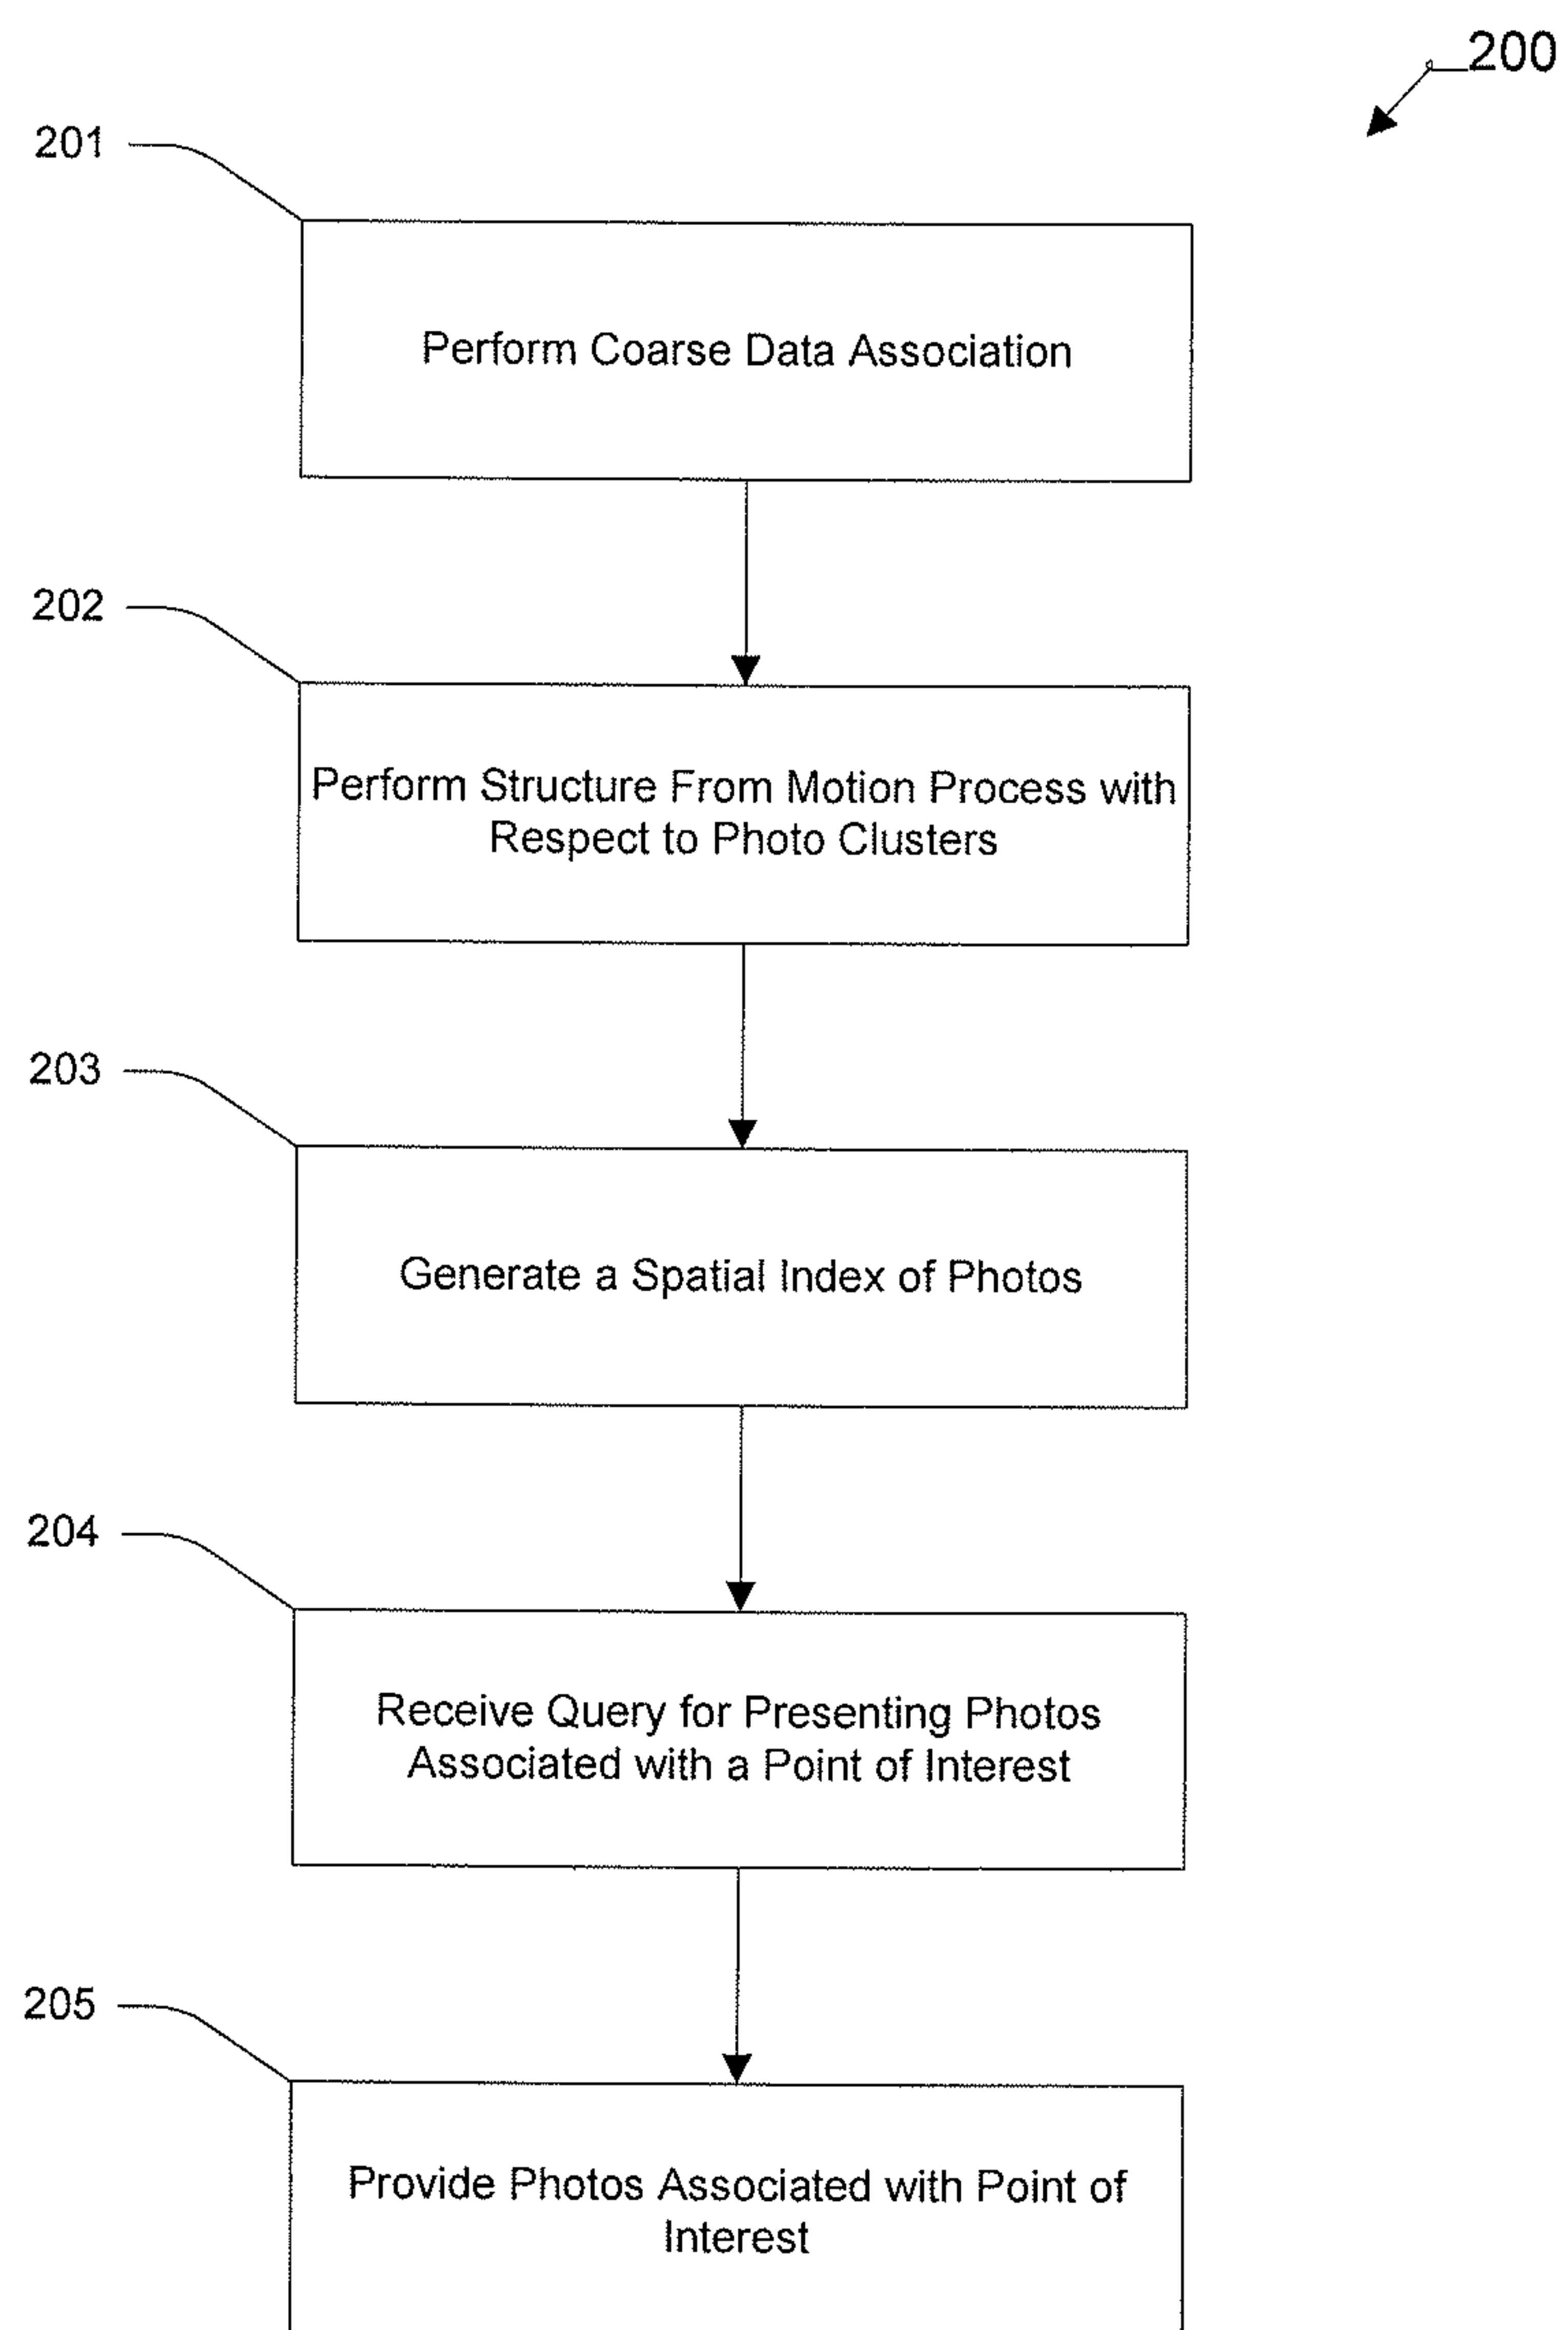 200
201
Perform Coarse Data Association
202
Perform Structure From Motion Process with
Respect to Photo Clusters
203
Generate a Spatial Index of Photos
204
Receive Query for Presenting Photos
Associated with a Point of Interest
205
Provide Photos Associated with Point of
Interest